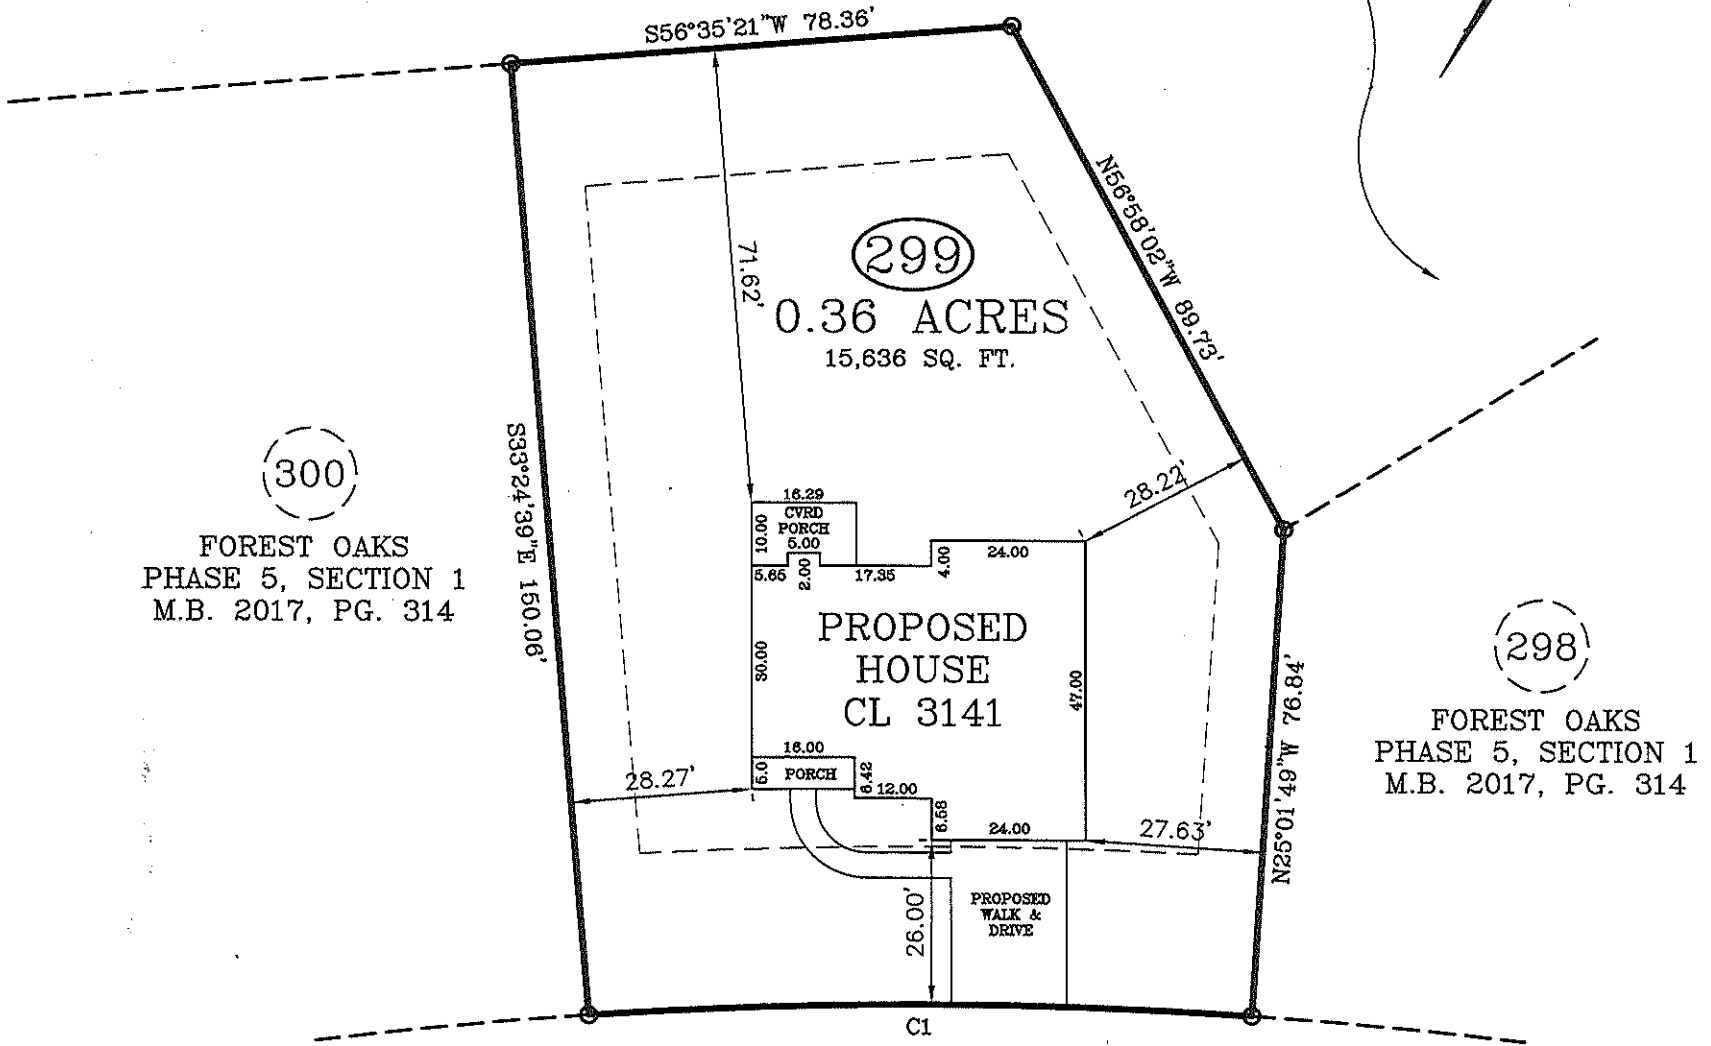 S56°35'21"W 78.36'
N56°58'02"W 89.73'
71.62'
299
0.36 ACRES
15,636 SQ. FT.
S33°24'39"E 150.06'
300
FOREST OAKS
PHASE 5, SECTION 1
M.B. 2017, PG. 314
28.22'
16.29
10.00
CVRD
PORCH
5.00
5.65
2.00
17.35
4.00
24.00
PROPOSED
HOUSE
CL 3141
30.00
47.00
298
FOREST OAKS
PHASE 5, SECTION 1
M.B. 2017, PG. 314
N25°01'49"W 76.84'
16.00
5.0
PORCH
6.42
12.00
6.58
24.00
28.27'
27.63'
26.00'
PROPOSED
WALK &
DRIVE
C1